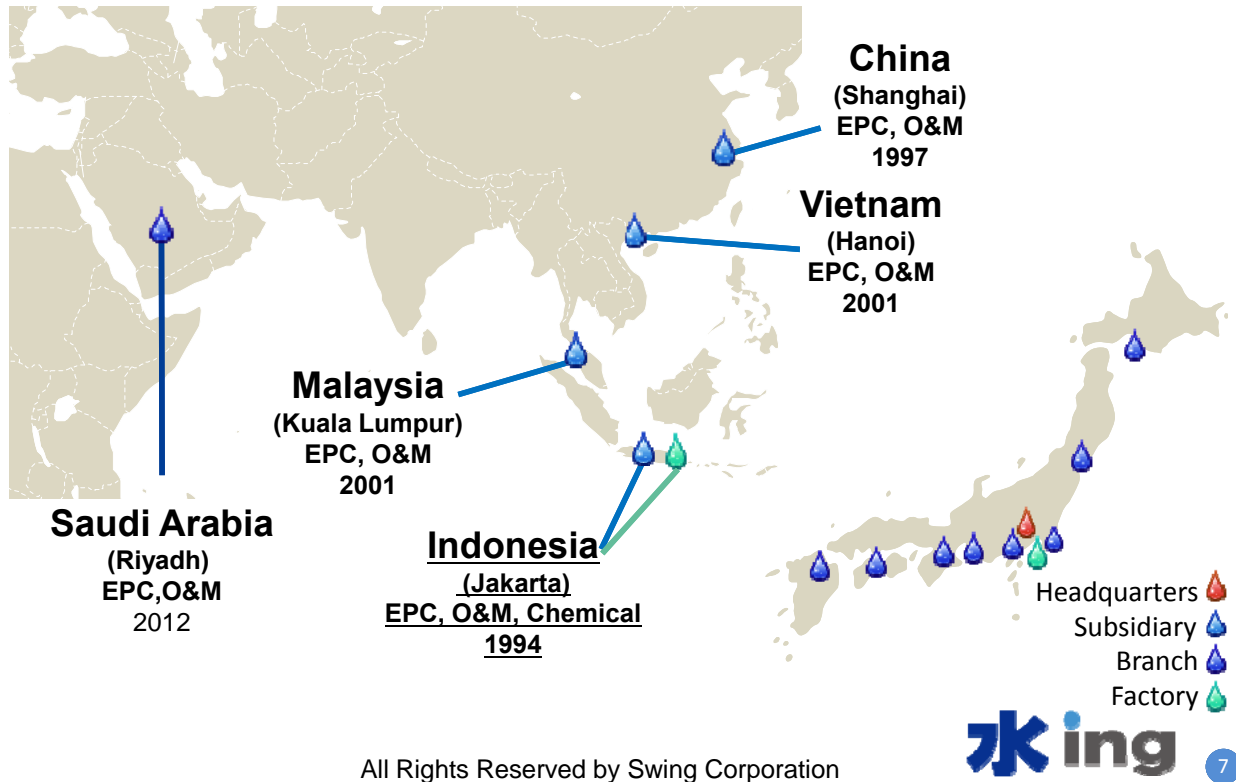 China
(Shanghai)
EPC, O&M
1997
Vietnam
(Hanoi)
EPC, O&M
2001
Malaysia
(Kuala Lumpur)
EPC, O&M
2001
Saudi Arabia
(Riyadh)
EPC,O&M
2012
Indonesia
(Jakarta)
EPC, O&M, Chemical
1994
Headquarters
Subsidiary
Branch
Factory
水ing
All Rights Reserved by Swing Corporation
7